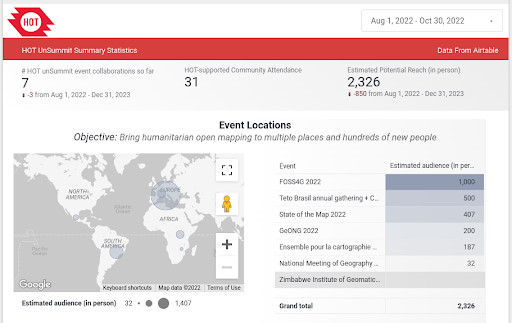 HOT
Aug 1, 2022 - Oct 30, 2022
HOT UnSummit Summary Statistics
Data From Airtable
# HOT unSummit event collaborations so far
7
-3 from Aug 1, 2022 - Dec 31, 2023
HOT-supported Community Attendance
31
Estimated Potential Reach (in person)
2,326
-850 from Aug 1, 2022 - Dec 31, 2023
Event Locations
Objective: Bring humanitarian open mapping to multiple places and hundreds of new people
NORTH AMERICA
EUROPE
Atlantic Ocean
AFRICA
Pacific Ocean
SOUTH AMERICA
Google
Keyboard shortcuts
Map data ©2022
Terms of Use
Estimated audience (in person)
32
1,407
Event Estimated audience (in per...
FOSS4G 2022 1,000
Teto Brasil annual gathering + C... 500
State of the Map 2022 407
GeONG 2022 200
Ensemble pour la cartographie ... 187
National Meeting of Geography ... 32
Zimbabwe Institute of Geomatic...
Grand total 2,326